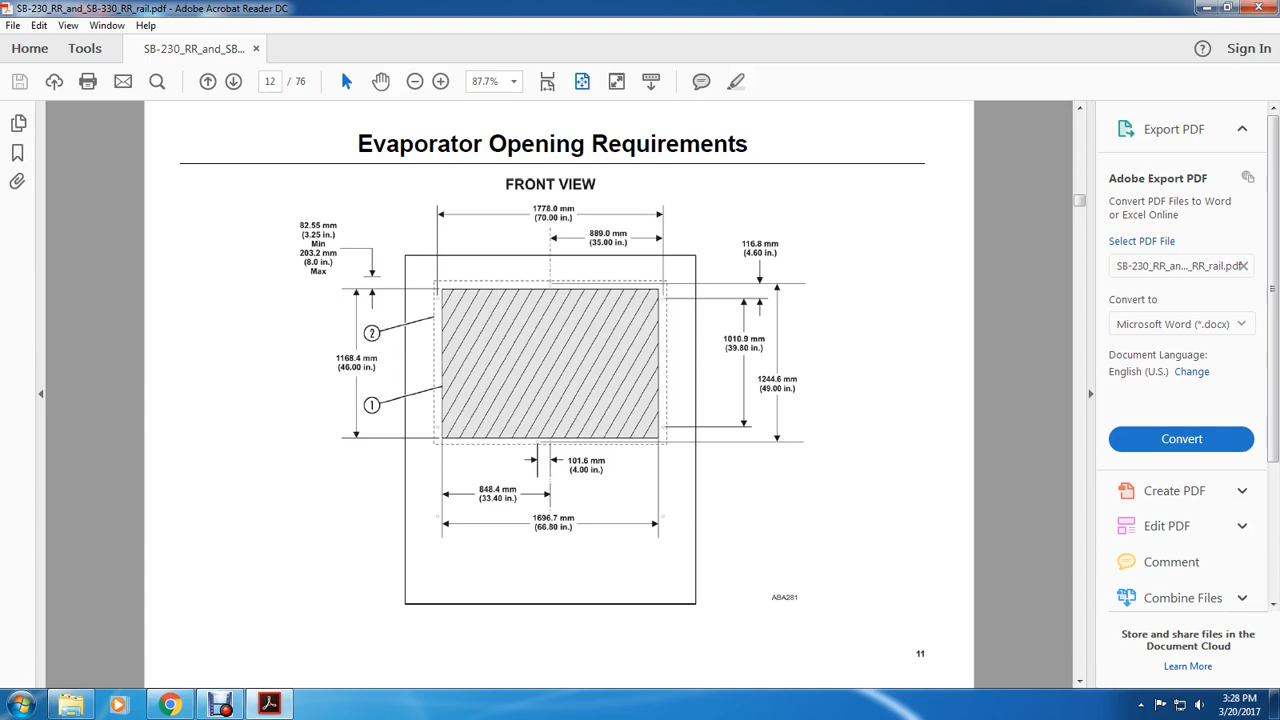 SB-230_RR_and_SB-330_RR_rail.pdf - Adobe Acrobat Reader DC
File Edit View Window Help
Home Tools SB-230_RR_and_SB... × Sign In
12 / 76 87.7%
Evaporator Opening Requirements
FRONT VIEW
1778.0 mm
(70.00 in.)
889.0 mm
(35.00 in.)
82.55 mm
(3.25 in.)
Min
203.2 mm
(8.0 in.)
Max
116.8 mm
(4.60 in.)
2
1168.4 mm
(46.00 in.)
1
1010.9 mm
(39.80 in.)
1244.6 mm
(49.00 in.)
101.6 mm
(4.00 in.)
848.4 mm
(33.40 in.)
1696.7 mm
(66.80 in.)
ABA281
11
Export PDF
Adobe Export PDF
Convert PDF Files to Word
or Excel Online
Select PDF File
SB-230_RR_an..._RR_rail.pdf
Convert to
Microsoft Word (*.docx)
Document Language:
English (U.S.) Change
Convert
Create PDF
Edit PDF
Comment
Combine Files
Store and share files in the
Document Cloud
Learn More
3:28 PM
3/20/2017